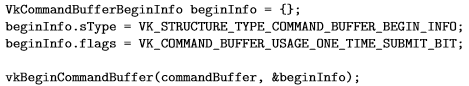 VkCommandBufferBeginInfo beginInfo = {};
beginInfo.sType = VK_STRUCTURE_TYPE_COMMAND_BUFFER_BEGIN_INFO;
beginInfo.flags = VK_COMMAND_BUFFER_USAGE_ONE_TIME_SUBMIT_BIT;
vkBeginCommandBuffer(commandBuffer, &beginInfo);